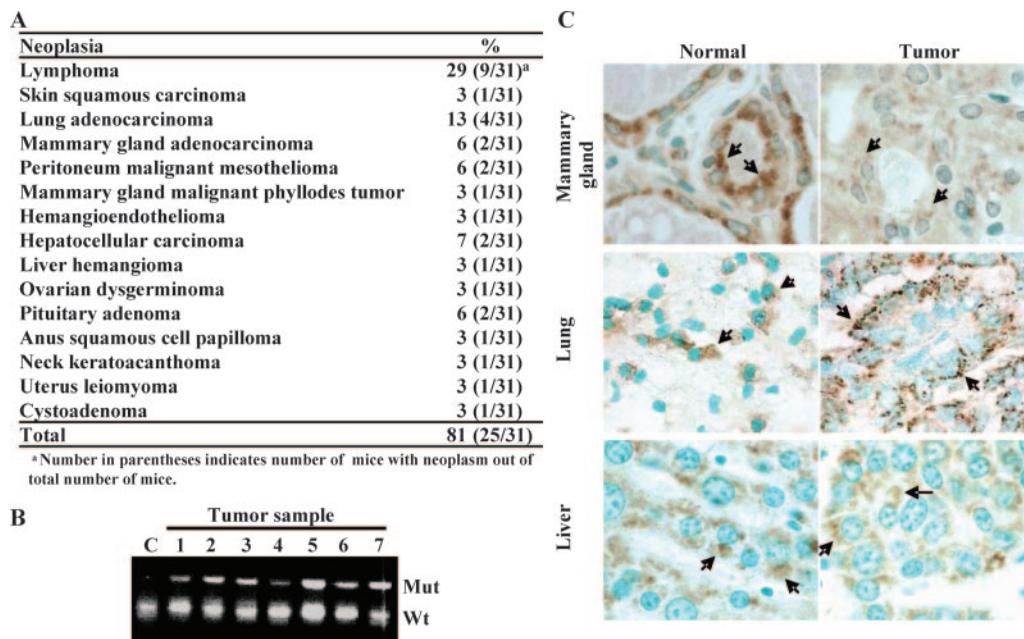 A
Neoplasia %
Lymphoma 29 (9/31)a
Skin squamous carcinoma 3 (1/31)
Lung adenocarcinoma 13 (4/31)
Mammary gland adenocarcinoma 6 (2/31)
Peritoneum malignant mesothelioma 6 (2/31)
Mammary gland malignant phyllodes tumor 3 (1/31)
Hemangioendothelioma 3 (1/31)
Hepatocellular carcinoma 7 (2/31)
Liver hemangioma 3 (1/31)
Ovarian dysgerminoma 3 (1/31)
Pituitary adenoma 6 (2/31)
Anus squamous cell papilloma 3 (1/31)
Neck keratoacanthoma 3 (1/31)
Uterus leiomyoma 3 (1/31)
Cystoadenoma 3 (1/31)
Total 81 (25/31)
a Number in parentheses indicates number of mice with neoplasm out of
total number of mice.
B
Tumor sample
C 1 2 3 4 5 6 7
Mut
Wt
C
Normal Tumor
Mammary
gland
Lung
Liver